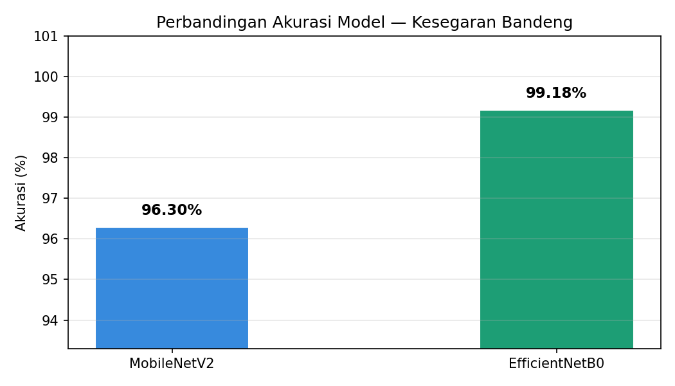 Perbandingan Akurasi Model — Kesegaran Bandeng
101
100
99
98
97
96
95
94
Akurasi (%)
96.30%
99.18%
MobileNetV2
EfficientNetB0